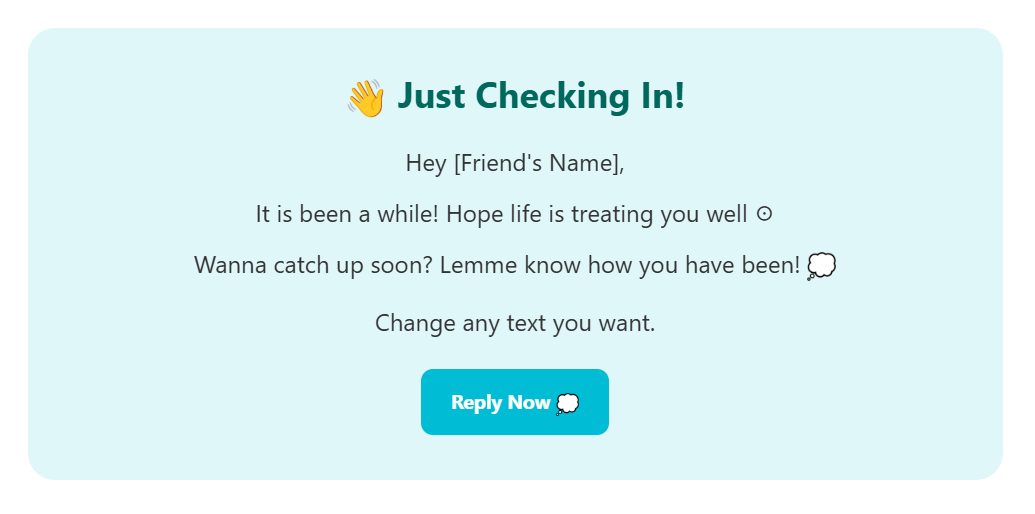 👋 Just Checking In!
Hey [Friend's Name],
It is been a while! Hope life is treating you well ⊙
Wanna catch up soon? Lemme know how you have been! 💭
Change any text you want.
Reply Now 💭